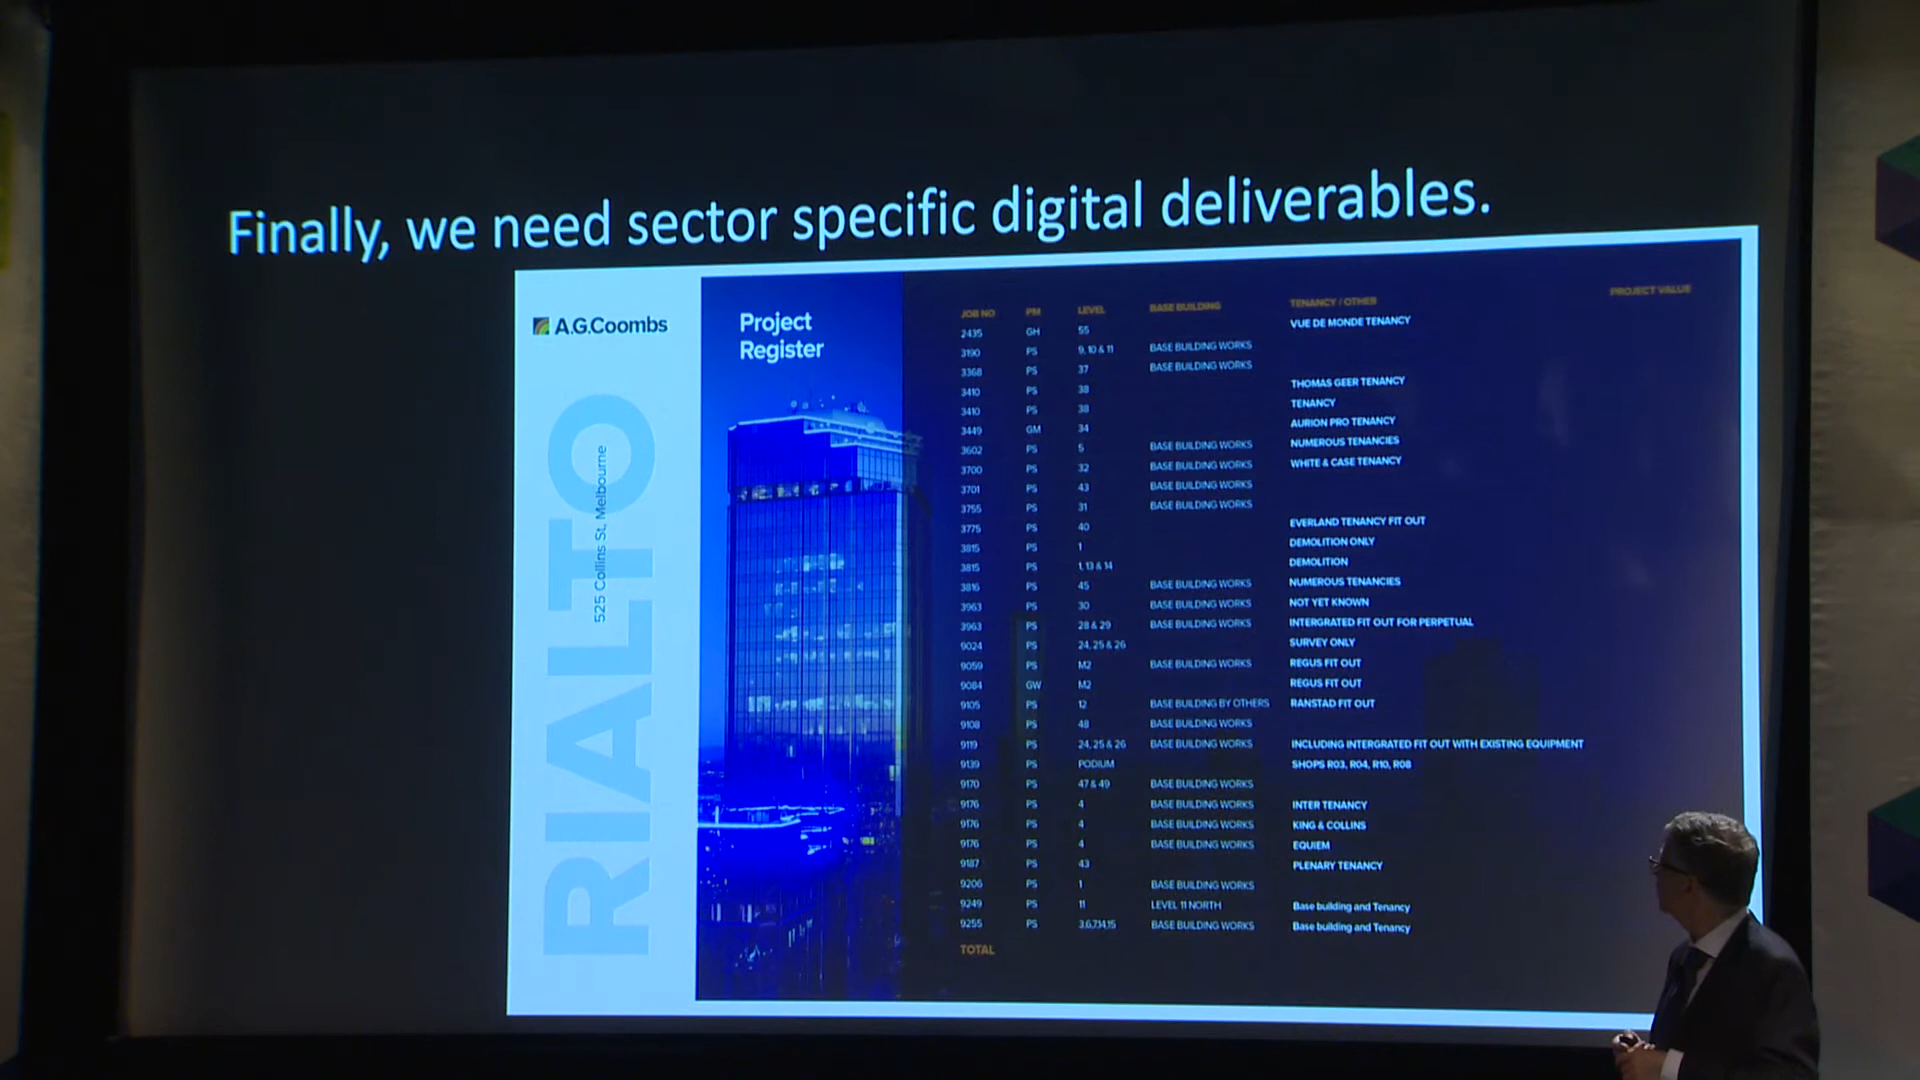 Finally, we need sector specific digital deliverables.
A.G.Coombs
RIALTO
525 Collins St, Melbourne
Project
Register
JOB NO PM LEVEL BASE BUILDING TENANCY / OTHER PROJECT VALUE
2435 GH 55 VUE DE MONDE TENANCY
3190 PS 9, 10 & 11 BASE BUILDING WORKS
3368 PS 37 BASE BUILDING WORKS
3410 PS 38 THOMAS GEER TENANCY
3410 PS 38 TENANCY
3449 GM 34 AURION PRO TENANCY
3602 PS 5 BASE BUILDING WORKS NUMEROUS TENANCIES
3700 PS 32 BASE BUILDING WORKS WHITE & CASE TENANCY
3701 PS 43 BASE BUILDING WORKS
3755 PS 31 BASE BUILDING WORKS
3775 PS 40 EVERLAND TENANCY FIT OUT
3815 PS 1 DEMOLITION ONLY
3815 PS 1, 13 & 14 DEMOLITION
3816 PS 45 BASE BUILDING WORKS NUMEROUS TENANCIES
3963 PS 30 BASE BUILDING WORKS NOT YET KNOWN
3963 PS 28 & 29 BASE BUILDING WORKS INTERGRATED FIT OUT FOR PERPETUAL
9024 PS 24, 25 & 26 SURVEY ONLY
9059 PS M2 BASE BUILDING WORKS REGUS FIT OUT
9084 GW M2 REGUS FIT OUT
9105 PS 12 BASE BUILDING BY OTHERS RANSTAD FIT OUT
9108 PS 48 BASE BUILDING WORKS
9119 PS 24, 25 & 26 BASE BUILDING WORKS INCLUDING INTERGRATED FIT OUT WITH EXISTING EQUIPMENT
9139 PS PODIUM SHOPS R03, R04, R10, R08
9170 PS 47 & 49 BASE BUILDING WORKS
9176 PS 4 BASE BUILDING WORKS INTER TENANCY
9176 PS 4 BASE BUILDING WORKS KING & COLLINS
9176 PS 4 BASE BUILDING WORKS EQUIEM
9187 PS 43 PLENARY TENANCY
9206 PS 1 BASE BUILDING WORKS
9249 PS 11 LEVEL 11 NORTH Base building and Tenancy
9255 PS 3,6,7,14,15 BASE BUILDING WORKS Base building and Tenancy
TOTAL